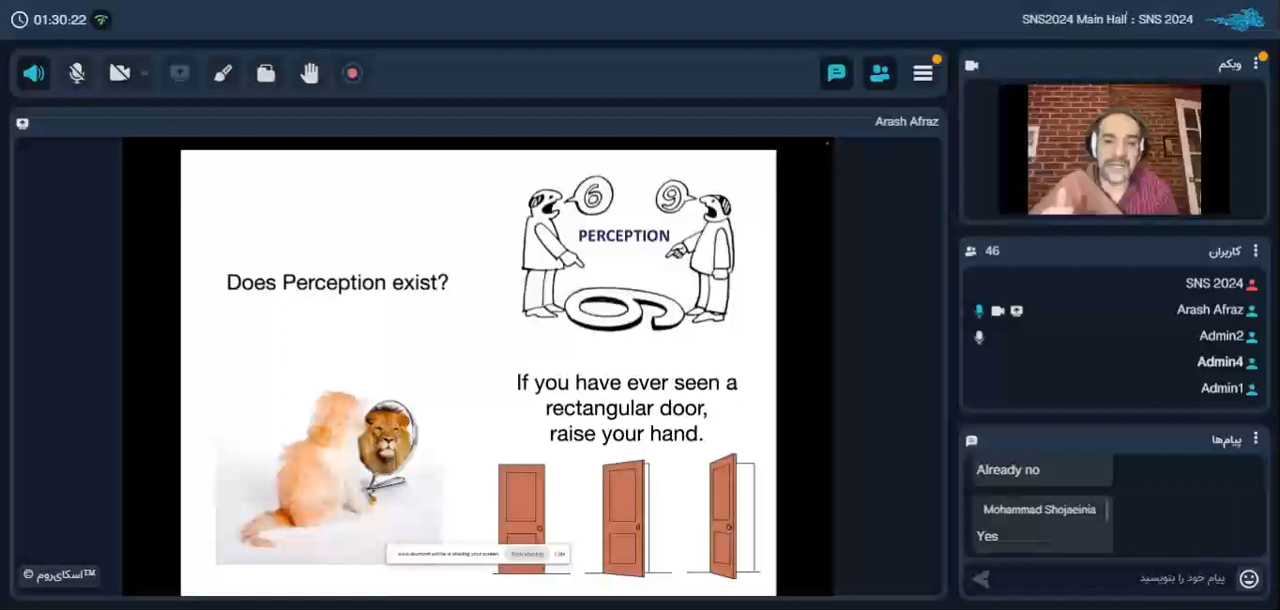 01:30:22
SNS2024 Main Hall : SNS 2024
Arash Afraz
وبکم
6
9
PERCEPTION
Does Perception exist?
If you have ever seen a
rectangular door,
raise your hand.
46
کاربران
SNS 2024
Arash Afraz
Admin2
Admin4
Admin1
پیام‌ها
Already no
Mohammad Shojaeinia
Yes
پیام خود را بنویسید
© اسکای‌روم™